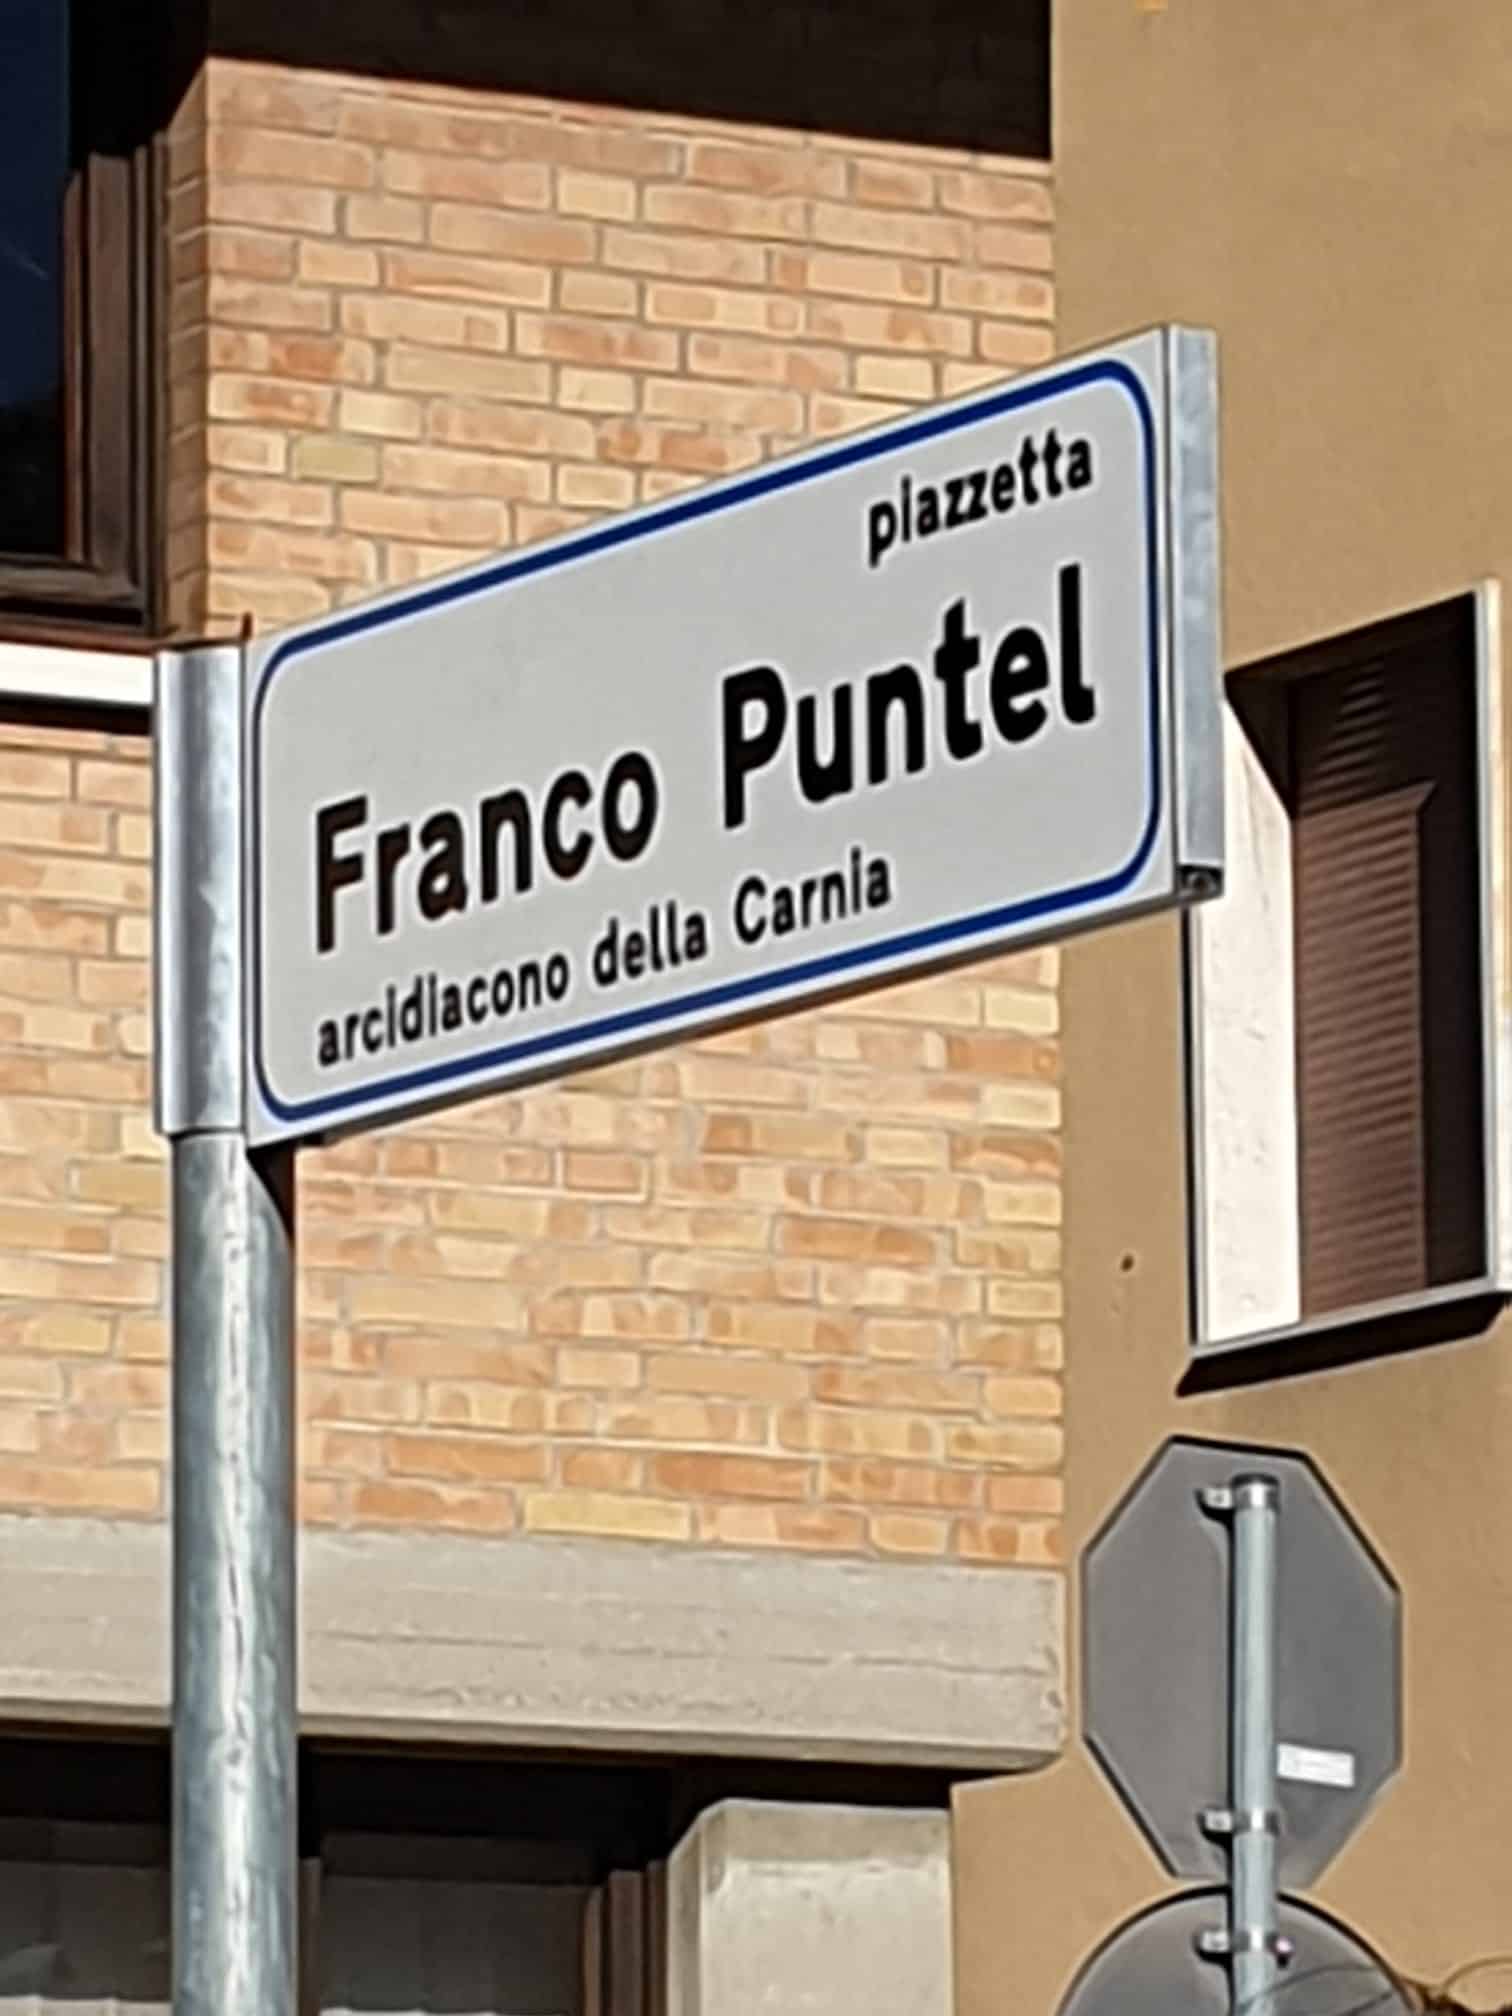 piazzetta
Franco Puntel
arcidiacono della Carnia